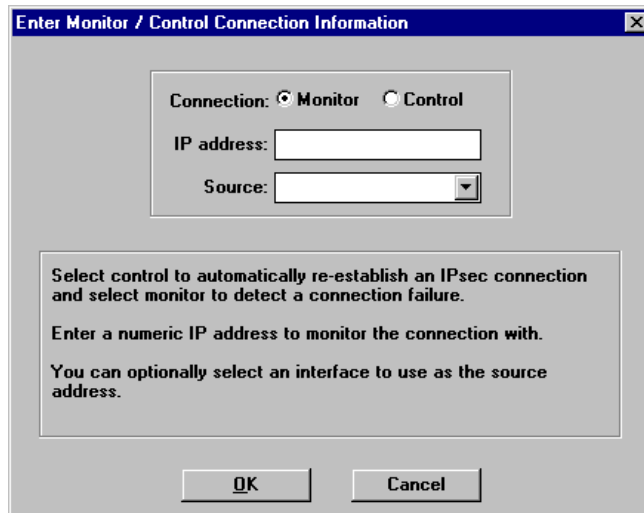 Enter Monitor / Control Connection Information
Connection: Monitor Control
IP address:
Source:
Select control to automatically re-establish an IPsec connection
and select monitor to detect a connection failure.
Enter a numeric IP address to monitor the connection with.
You can optionally select an interface to use as the source
address.
OK Cancel